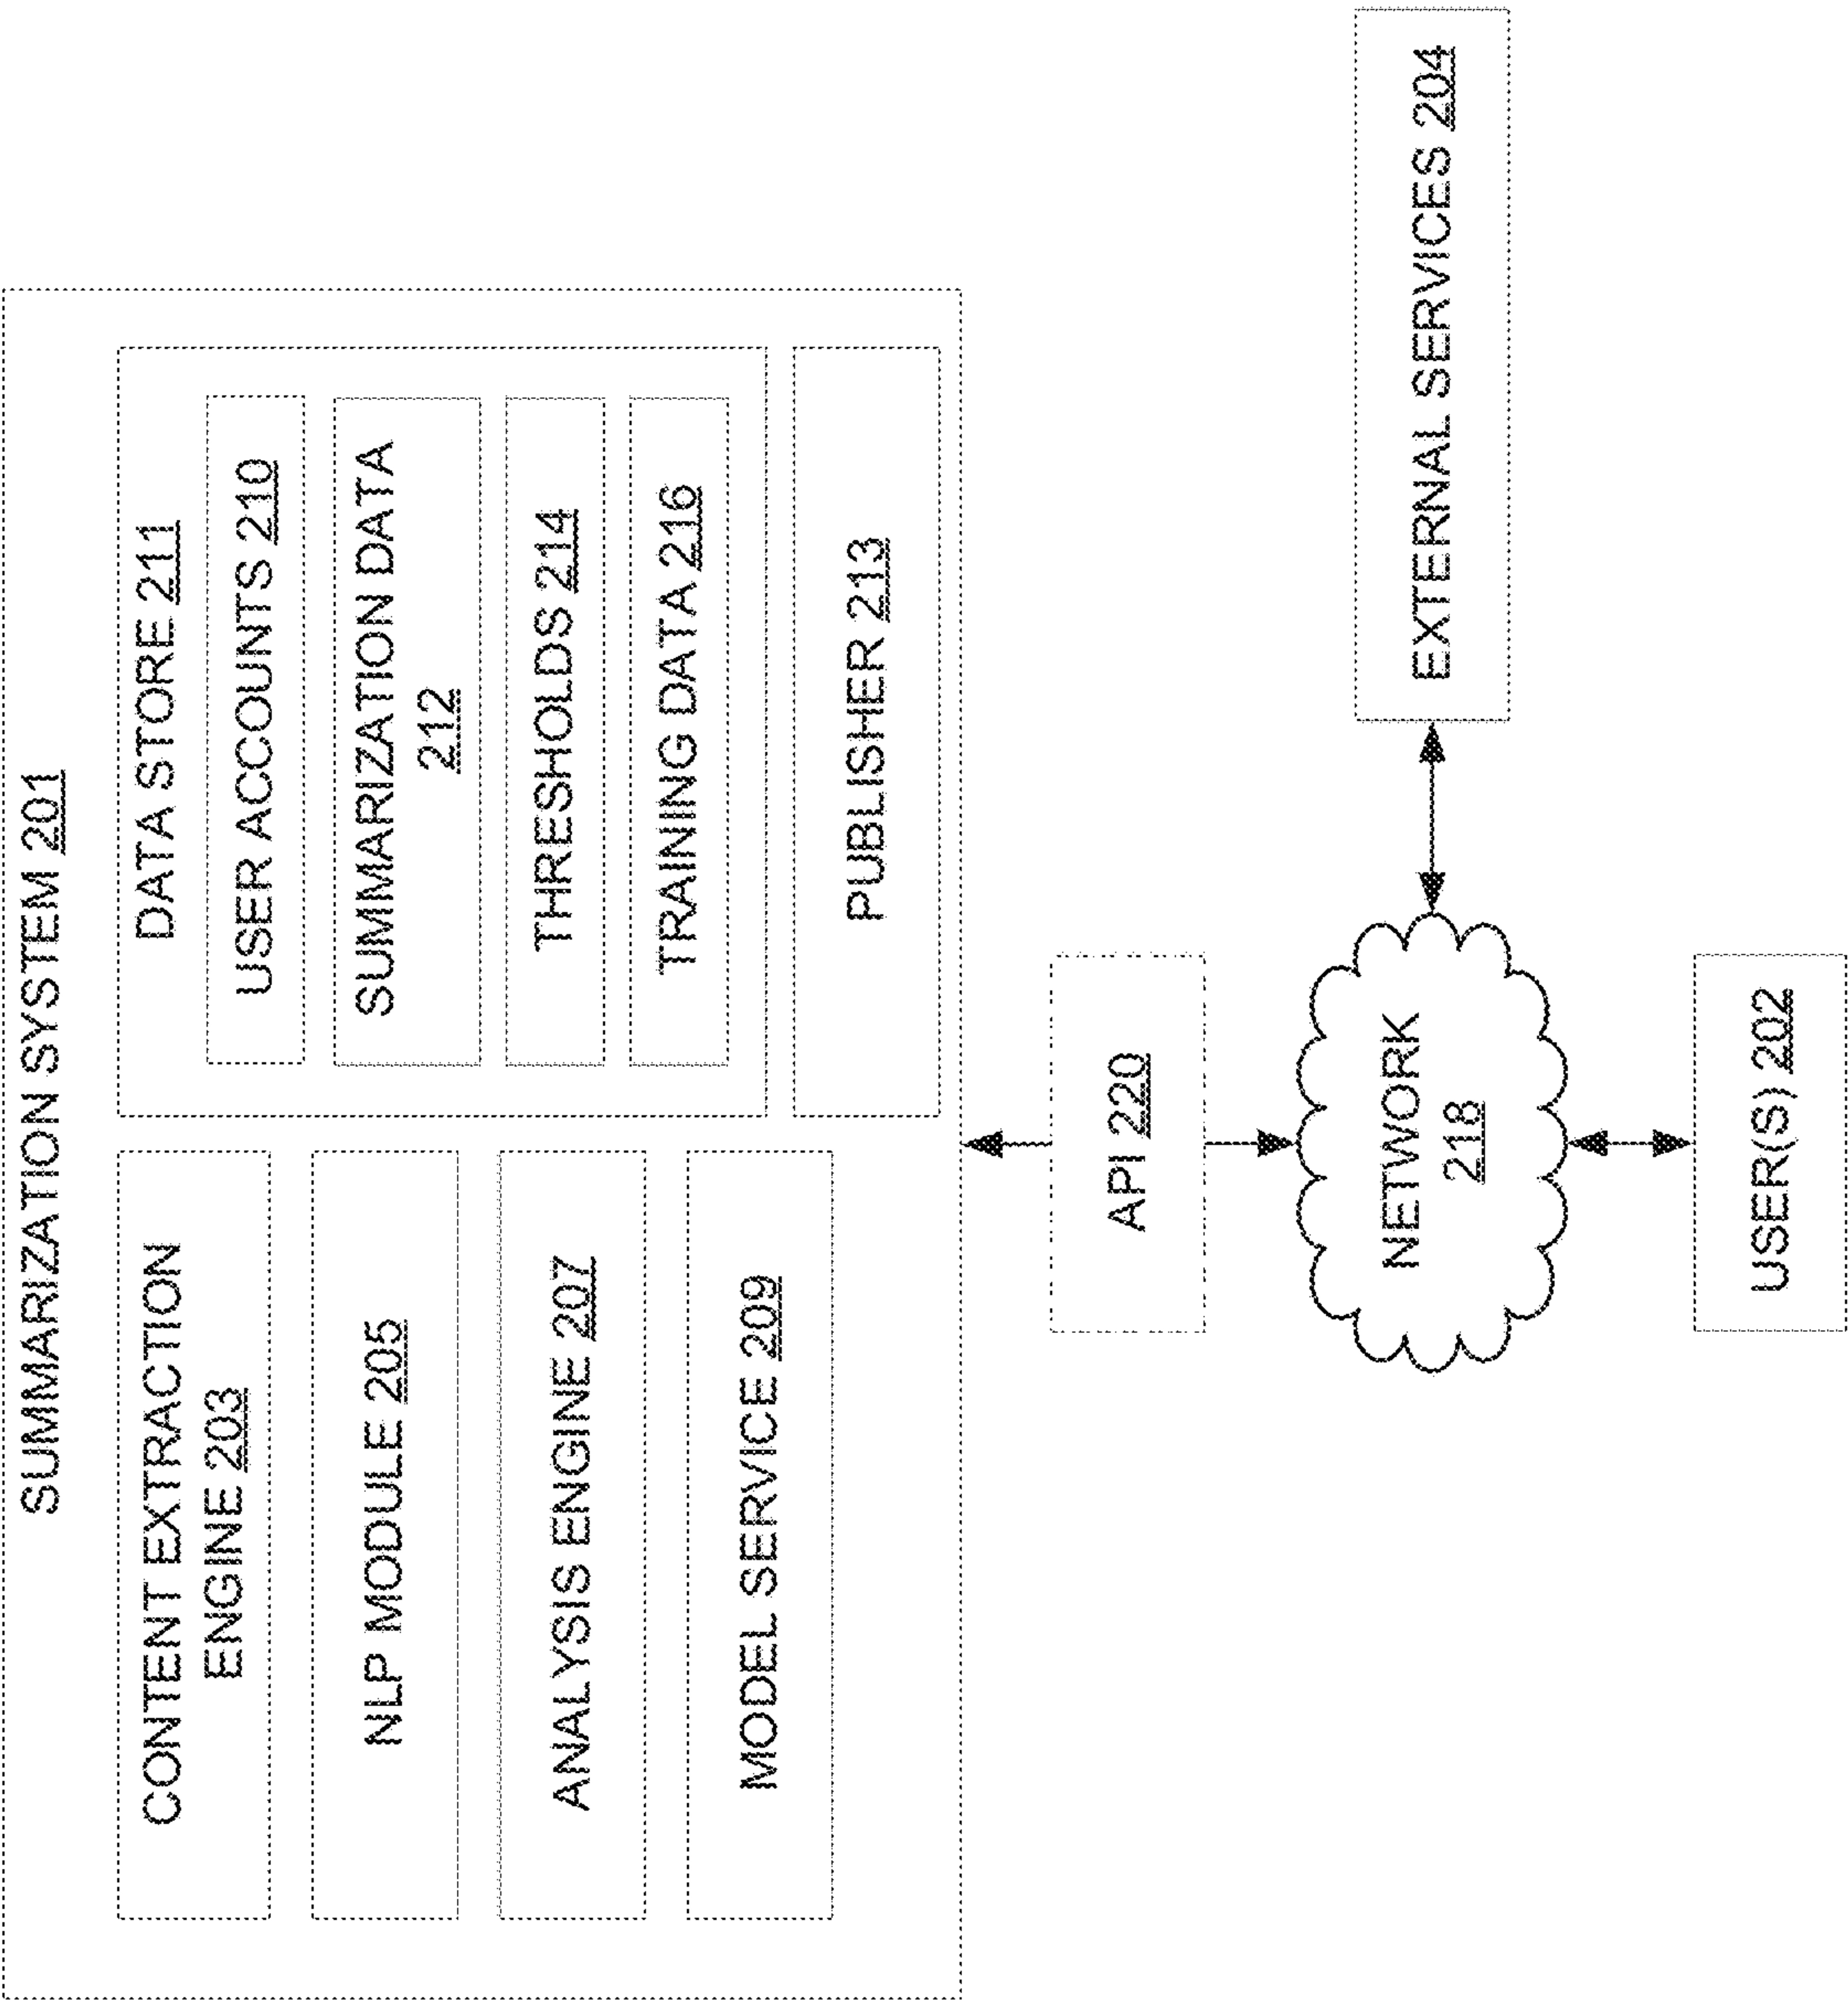 SUMMARIZATION SYSTEM 201
CONTENT EXTRACTION
ENGINE 203
NLP MODULE 205
ANALYSIS ENGINE 207
MODEL SERVICE 209
DATA STORE 211
USER ACCOUNTS 210
SUMMARIZATION DATA
212
THRESHOLDS 214
TRAINING DATA 216
PUBLISHER 213
API 220
NETWORK
218
EXTERNAL SERVICES 204
USER(S) 202